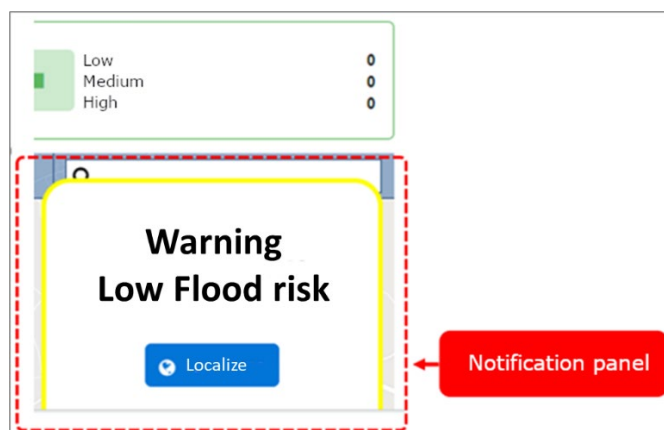 Low 0
Medium 0
High 0
Warning
Low Flood risk
Localize
Notification panel